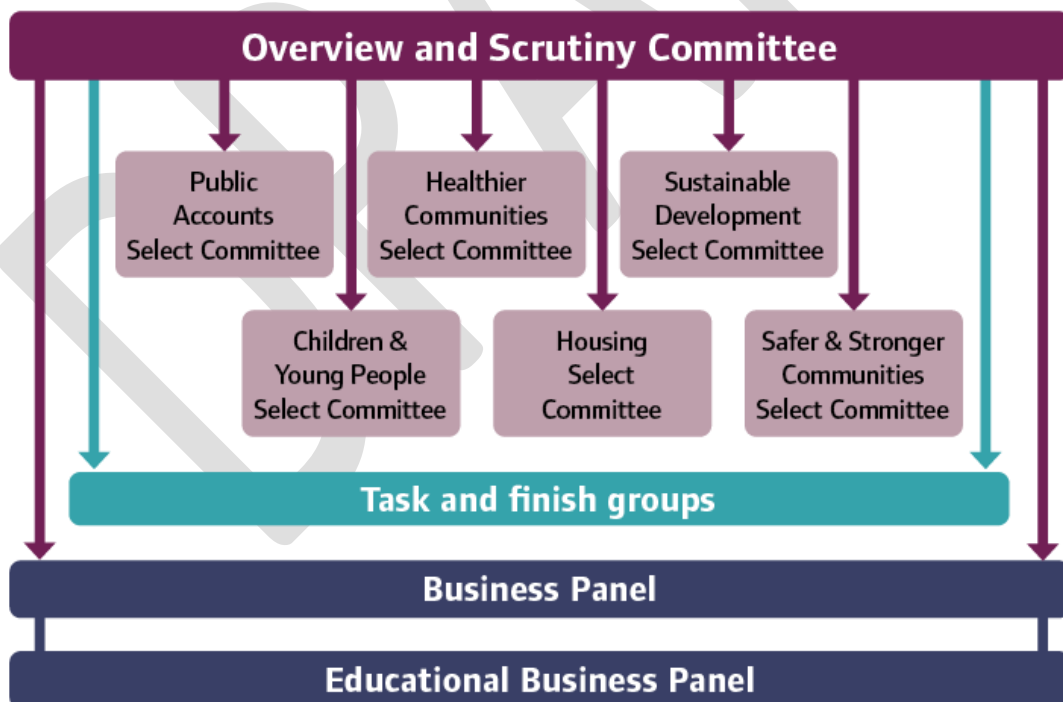 Overview and Scrutiny Committee
Public
Accounts
Select Committee
Healthier
Communities
Select Committee
Sustainable
Development
Select Committee
Children &
Young People
Select Committee
Housing
Select
Committee
Safer & Stronger
Communities
Select Committee
Task and finish groups
Business Panel
Educational Business Panel